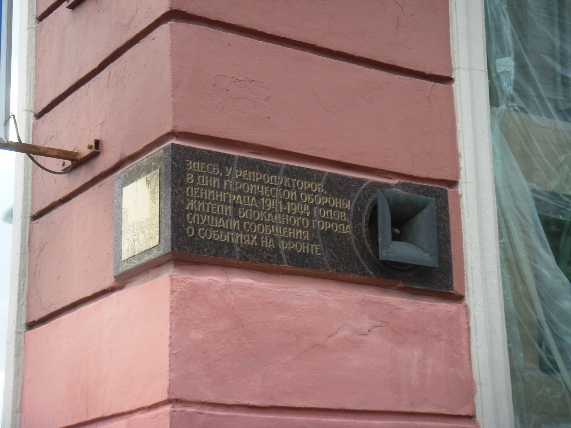 ЗДЕСЬ, У РЕПРОДУКТОРОВ,
В ДНИ ГЕРОИЧЕСКОЙ ОБОРОНЫ
ЛЕНИНГРАДА 1941-1944 ГОДОВ,
ЖИТЕЛИ БЛОКАДНОГО ГОРОДА
СЛУШАЛИ СООБЩЕНИЯ
О СОБЫТИЯХ НА ФРОНТЕ